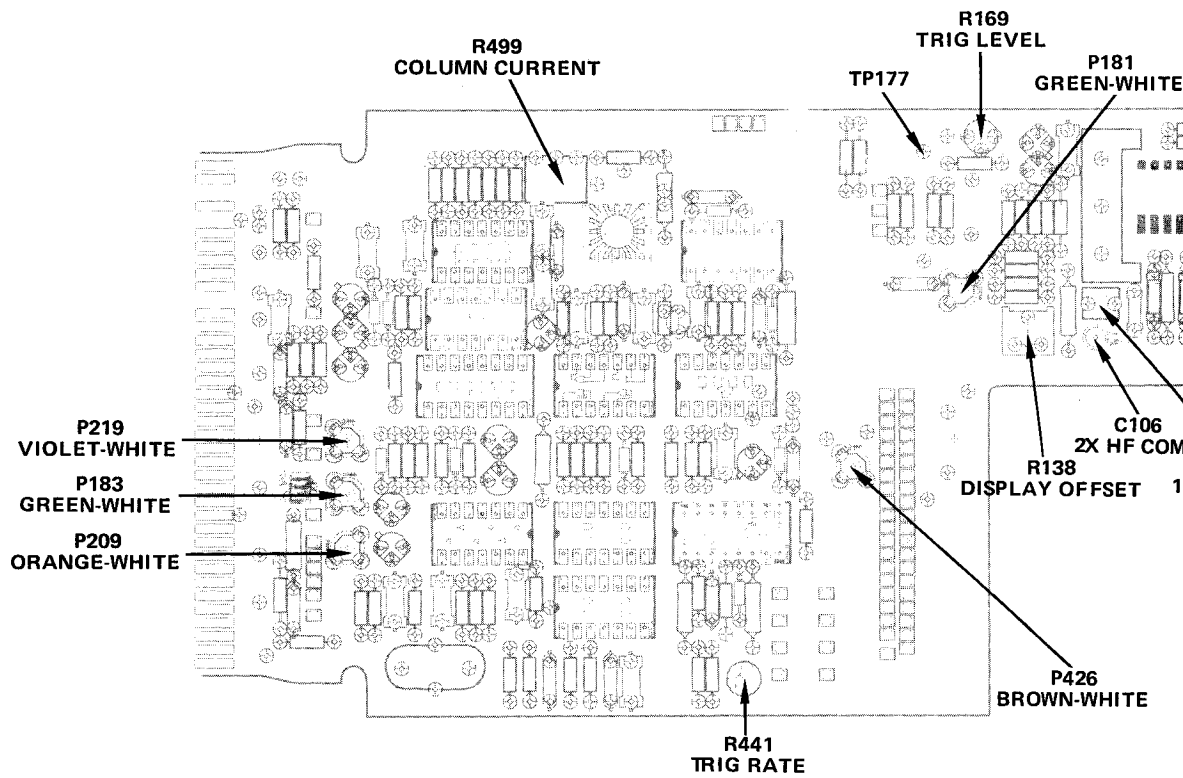 R169
TRIG LEVEL
R499
COLUMN CURRENT
P181
GREEN-WHITE
TP177
P219
VIOLET-WHITE
C106
2X HF COM
P183
GREEN-WHITE
R138
DISPLAY OFFSET
1
P209
ORANGE-WHITE
P426
BROWN-WHITE
R441
TRIG RATE